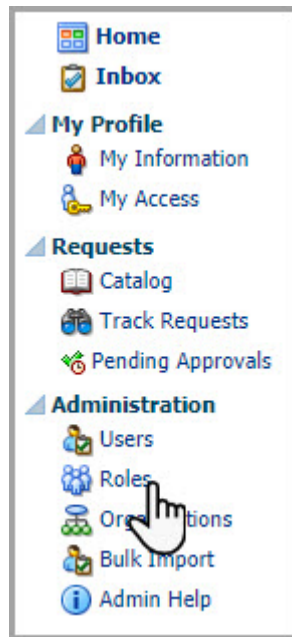 Home
Inbox
My Profile
My Information
My Access
Requests
Catalog
Track Requests
Pending Approvals
Administration
Users
Roles
Bulk Import
Admin Help